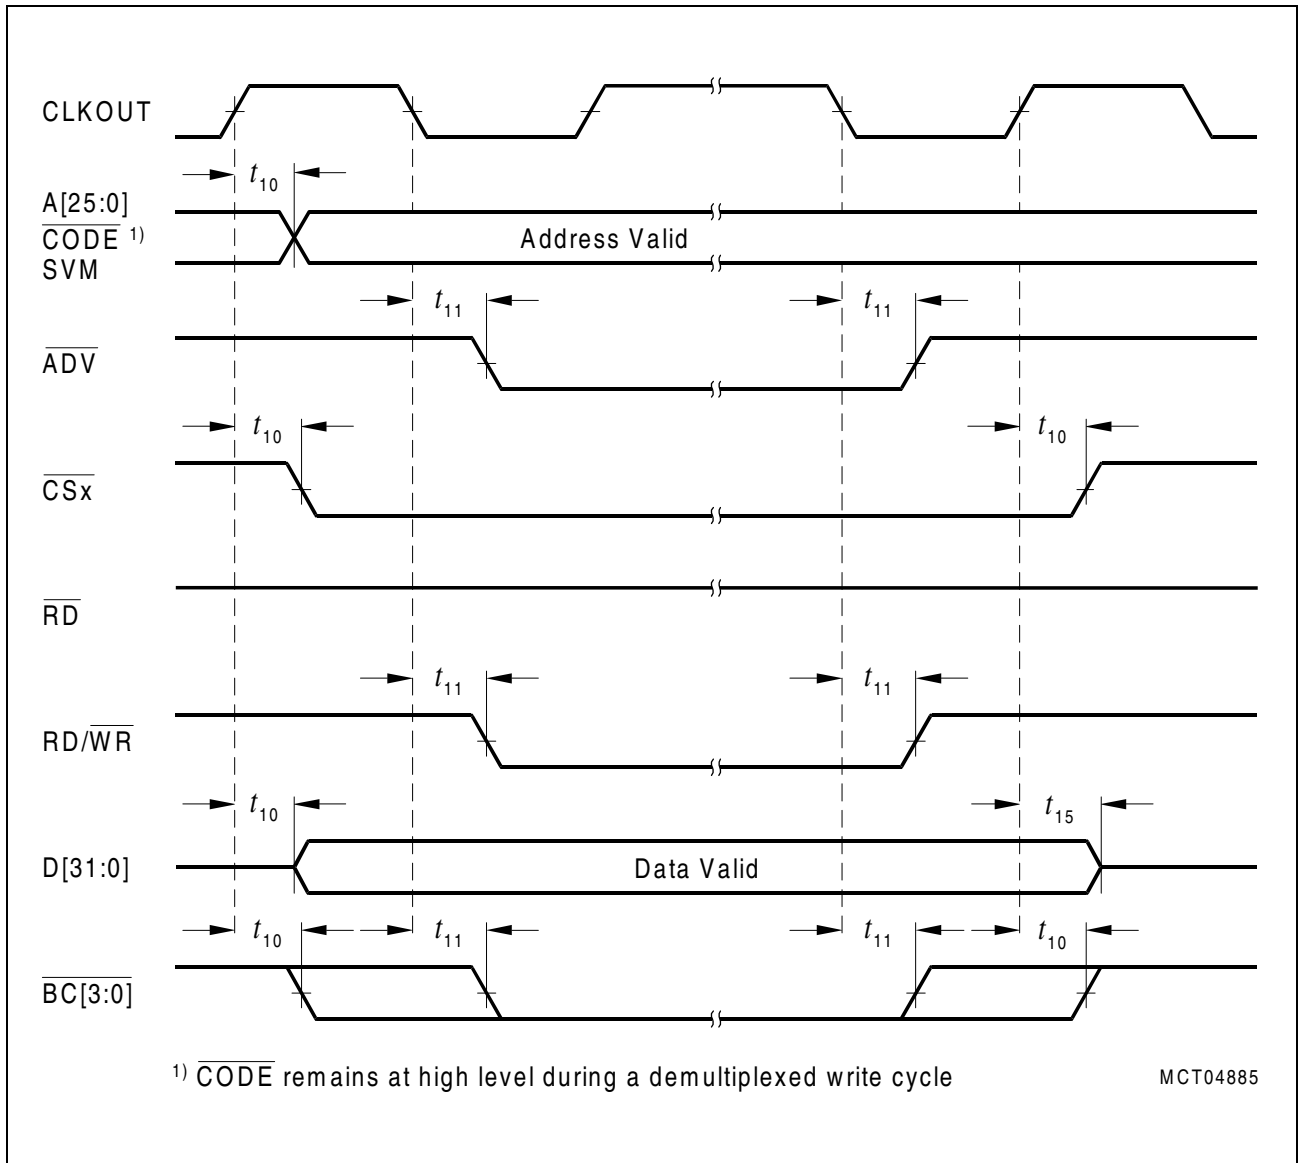 CLKOUT
t10
A[25:0]
CODE 1)
SVM
Address Valid
t11 t11
ADV
t10 t10
CSx
RD
t11 t11
RD/WR
t10 t15
D[31:0]
Data Valid
t10 t11 t11 t10
BC[3:0]
1) CODE remains at high level during a demultiplexed write cycle
MCT04885